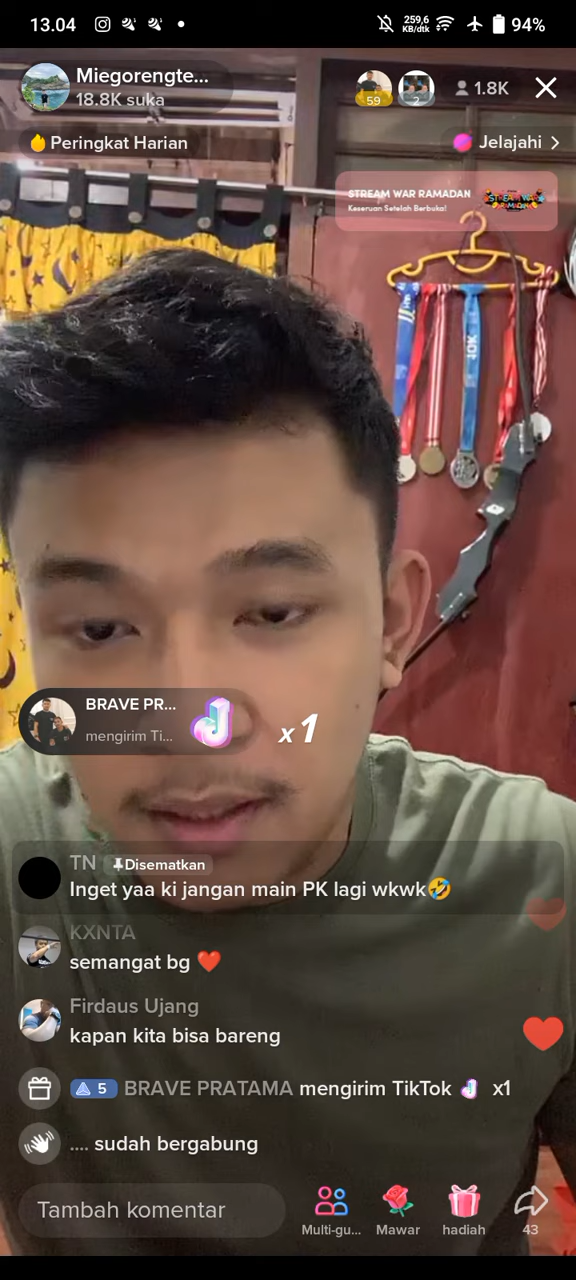 13.04
259,6
KB/dtk
94%
Miegorengte...
18.8K suka
59
2
1.8K
Peringkat Harian
Jelajahi
STREAM WAR RAMADAN
Keseruan Setelah Berbuka!
STREAM WAR
RAMADAN
10K
BRAVE PR...
mengirim Ti...
x1
TN Disematkan
Inget yaa ki jangan main PK lagi wkwk🤣
KXNTA
semangat bg ❤️
Firdaus Ujang
kapan kita bisa bareng
5 BRAVE PRATAMA mengirim TikTok x1
.... sudah bergabung
Tambah komentar
Multi-gu...
Mawar
hadiah
43